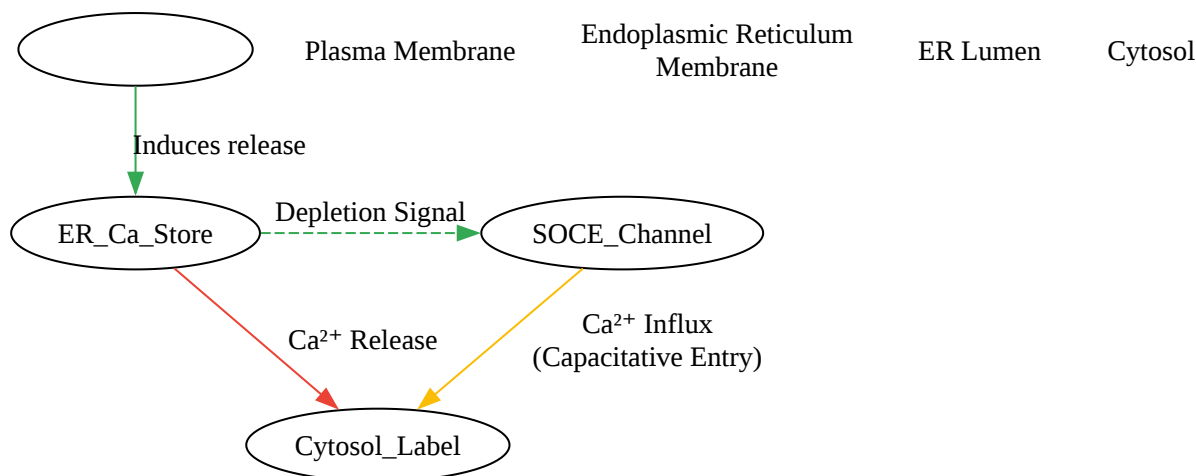 Plasma Membrane
Endoplasmic Reticulum
Membrane
ER Lumen
Cytosol
Induces release
ER_Ca_Store
Depletion Signal
SOCE_Channel
Ca²⁺ Release
Ca²⁺ Influx
(Capacitative Entry)
Cytosol_Label